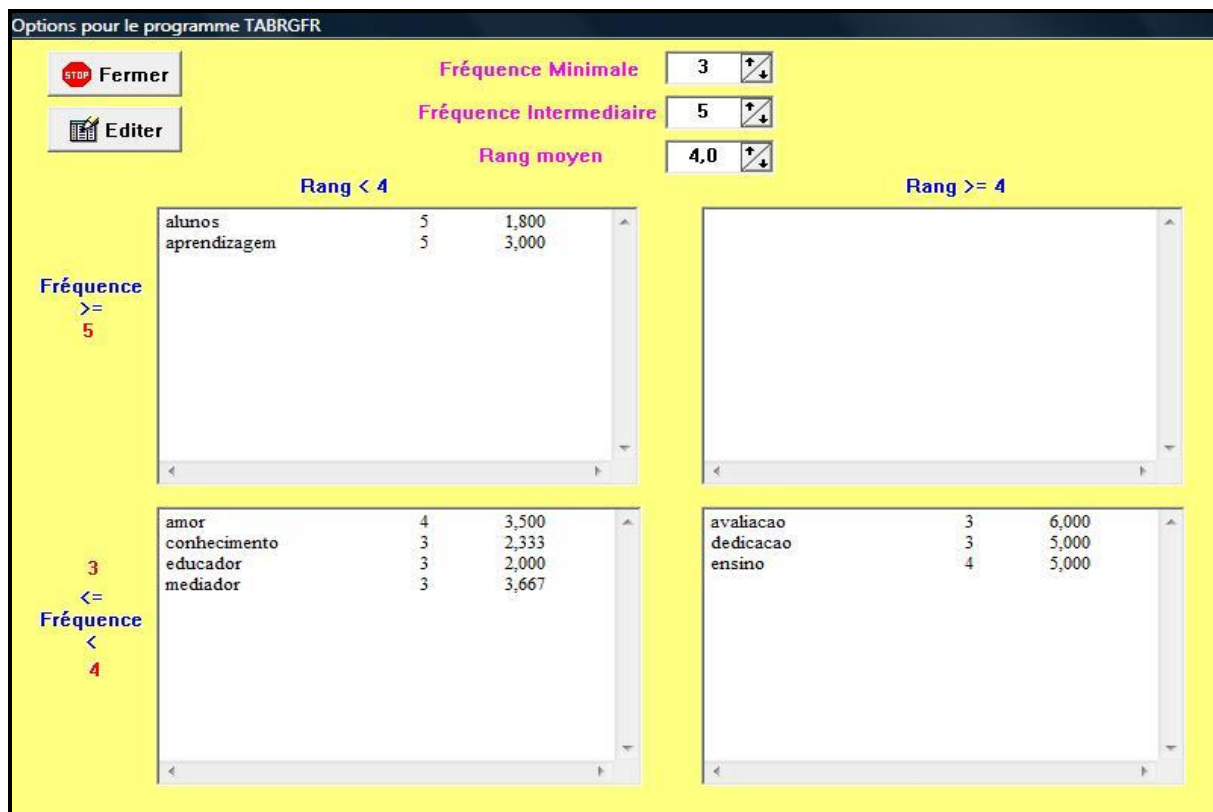 Options pour le programme TABRGFR
STOP Fermer
Editer
Fréquence Minimale 3
Fréquence Intermediaire 5
Rang moyen 4,0
Rang < 4
Rang >= 4
Fréquence
>=
5
alunos 5 1,800
aprendizagem 5 3,000
3
<=
Fréquence
<
4
amor 4 3,500
conhecimento 3 2,333
educador 3 2,000
mediador 3 3,667
avaliacao 3 6,000
dedicacao 3 5,000
ensino 4 5,000